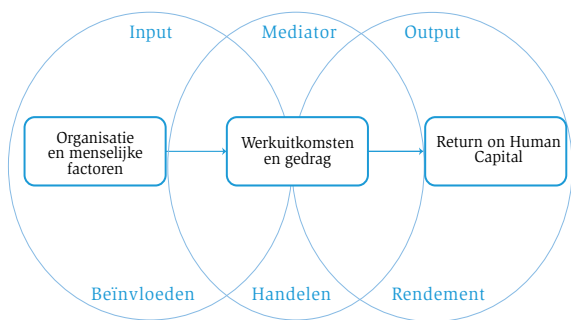 Input
Mediator
Output
Organisatie
en menselijke
factoren
Werkuitkomsten
en gedrag
Return on Human
Capital
Beïnvloeden
Handelen
Rendement